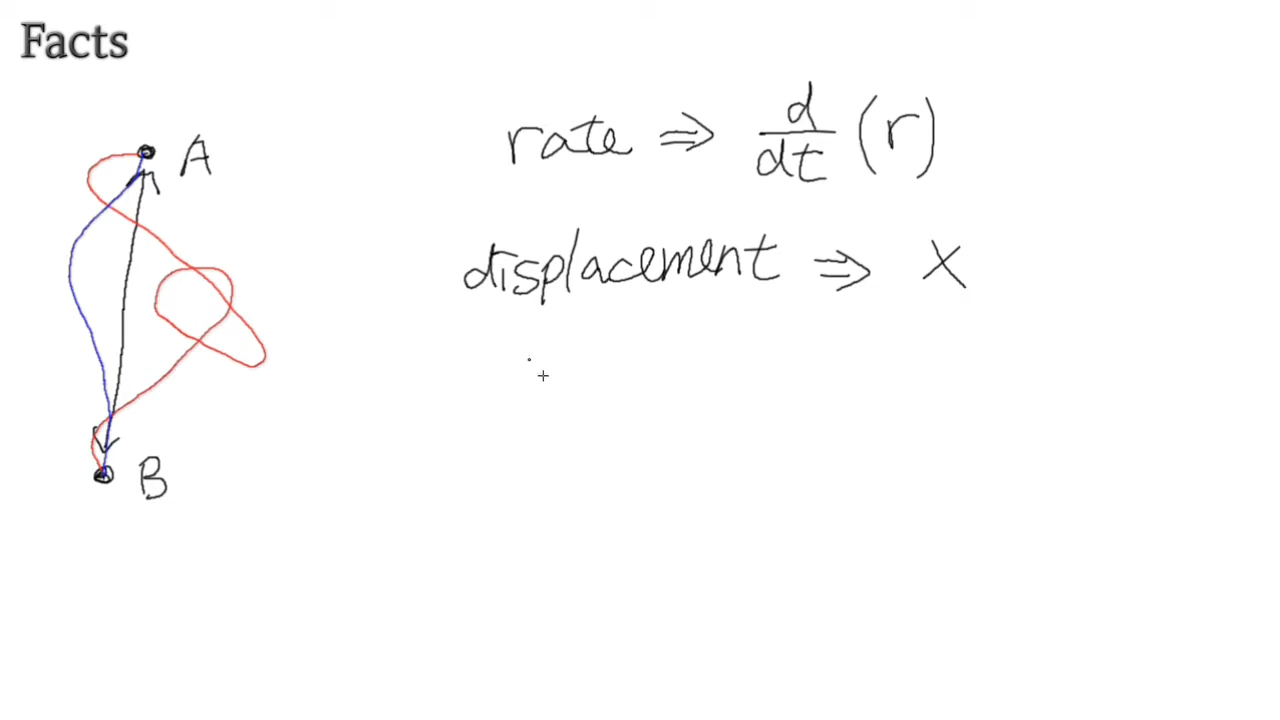 Facts
A
rate ⇒ d/dt (r)
displacement ⇒ x
B